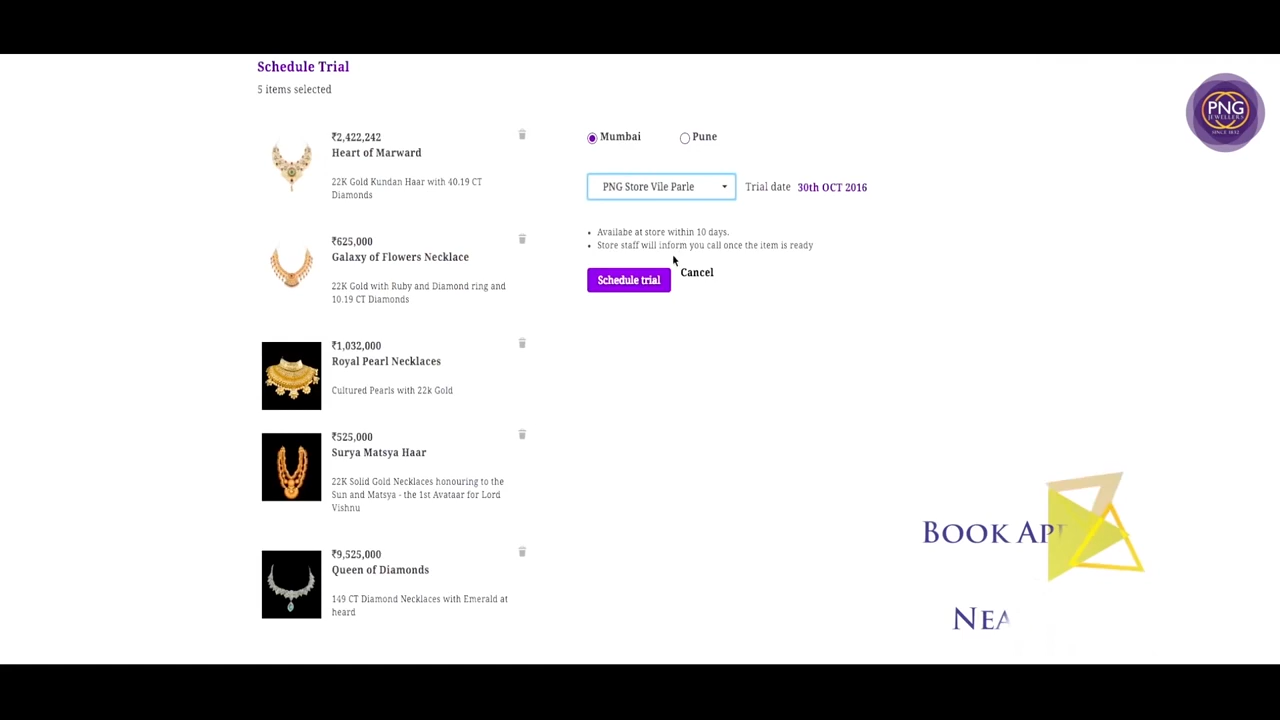 Schedule Trial
5 items selected
₹2,422,242
Heart of Marward
22K Gold Kundan Haar with 40.19 CT
Diamonds
₹625,000
Galaxy of Flowers Necklace
22K Gold with Ruby and Diamond ring and
10.19 CT Diamonds
₹1,032,000
Royal Pearl Necklaces
Cultured Pearls with 22k Gold
₹525,000
Surya Matsya Haar
22K Solid Gold Necklaces honouring to the
Sun and Matsya - the 1st Avataar for Lord
Vishnu
₹9,525,000
Queen of Diamonds
149 CT Diamond Necklaces with Emerald at
heard
Mumbai
Pune
PNG Store Vile Parle
Trial date 30th OCT 2016
• Availabe at store within 10 days.
• Store staff will inform you call once the item is ready
Schedule trial
Cancel
PNG
JEWELLERS
SINCE 1832
BOOK